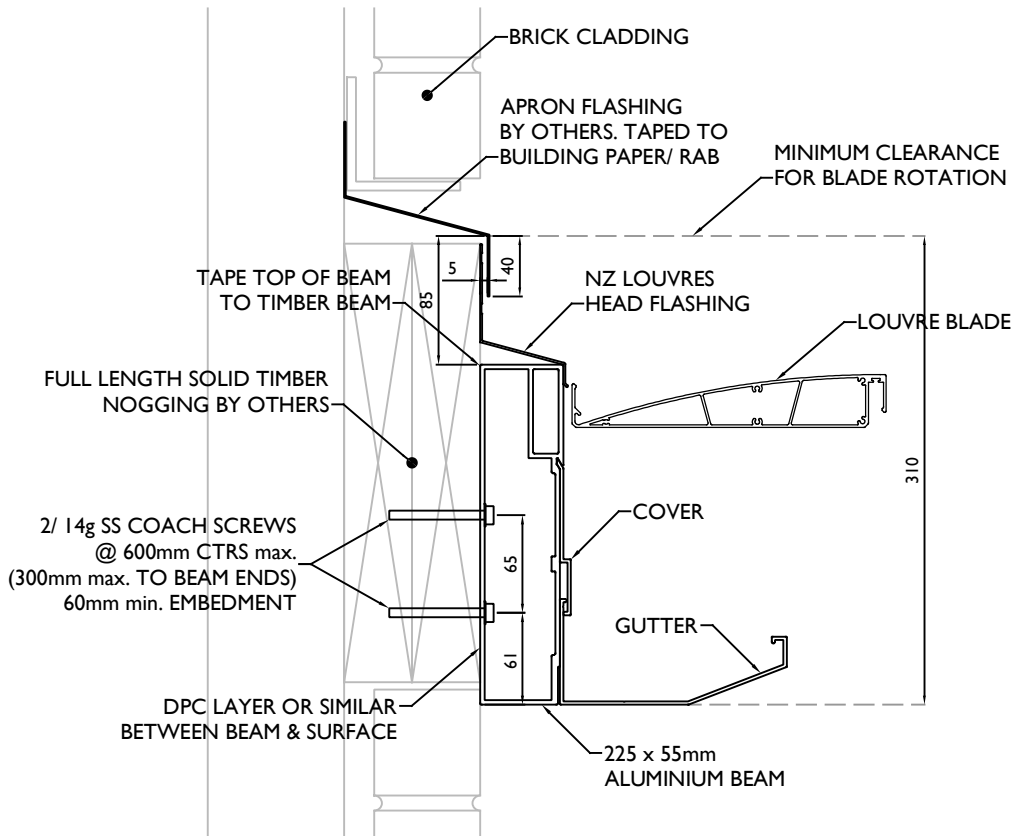 BRICK CLADDING
APRON FLASHING
BY OTHERS. TAPED TO
BUILDING PAPER/ RAB
MINIMUM CLEARANCE
FOR BLADE ROTATION
TAPE TOP OF BEAM
TO TIMBER BEAM
5
40
85
NZ LOUVRES
HEAD FLASHING
LOUVRE BLADE
FULL LENGTH SOLID TIMBER
NOGGING BY OTHERS
310
2/ 14g SS COACH SCREWS
@ 600mm CTRS max.
(300mm max. TO BEAM ENDS)
60mm min. EMBEDMENT
65
COVER
61
GUTTER
DPC LAYER OR SIMILAR
BETWEEN BEAM & SURFACE
225 x 55mm
ALUMINIUM BEAM